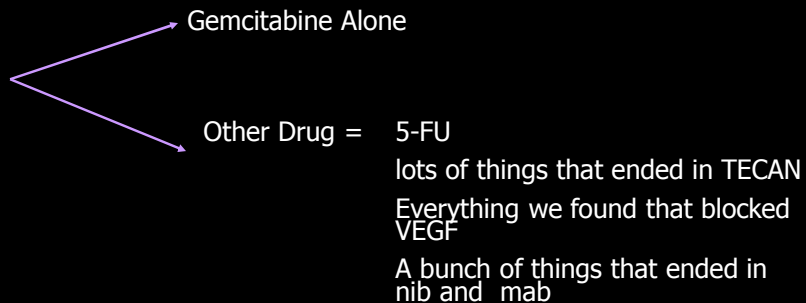 Gemcitabine Alone
Other Drug = 5-FU
lots of things that ended in TECAN
Everything we found that blocked
VEGF
A bunch of things that ended in
nib and mab